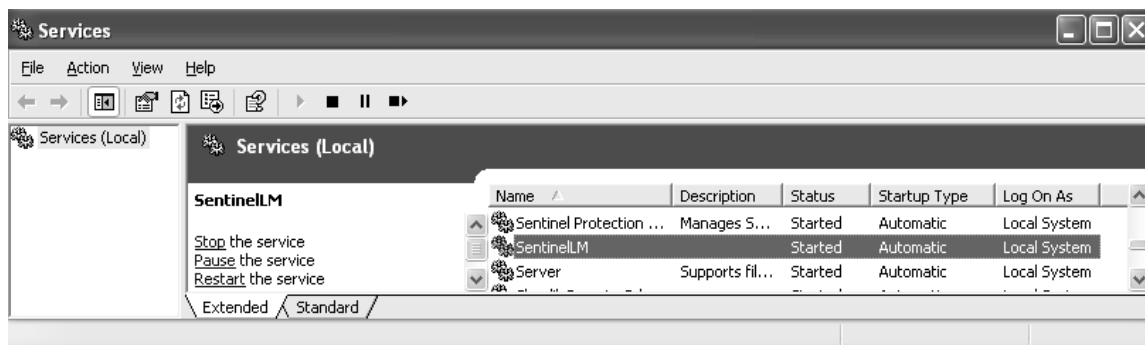 Services
File Action View Help
Services (Local)
Services (Local)
SentinelLM
Stop the service
Pause the service
Restart the service
Name Description Status Startup Type Log On As
Sentinel Protection ... Manages S... Started Automatic Local System
SentinelLM Started Automatic Local System
Server Supports fil... Started Automatic Local System
Extended Standard